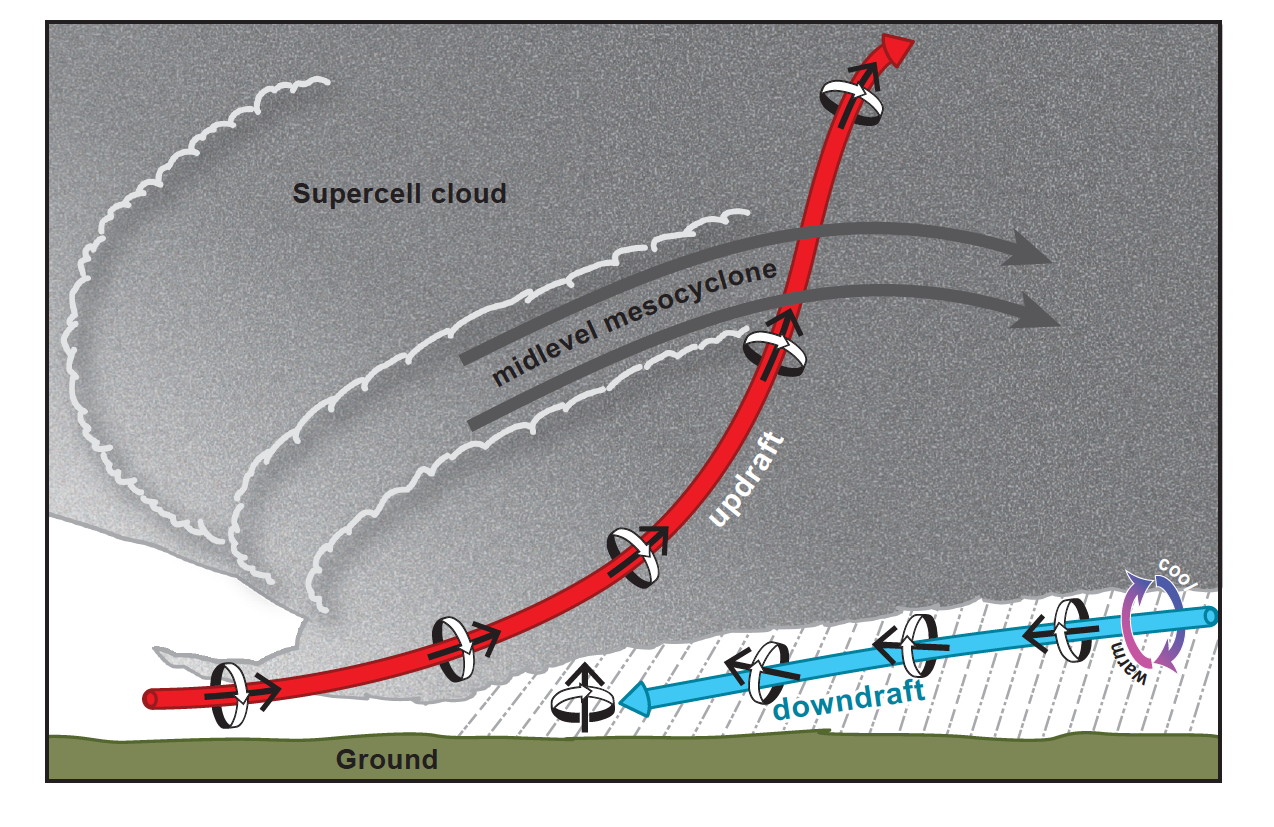 Supercell cloud
midlevel mesocyclone
updraft
cool
warm
downdraft
Ground